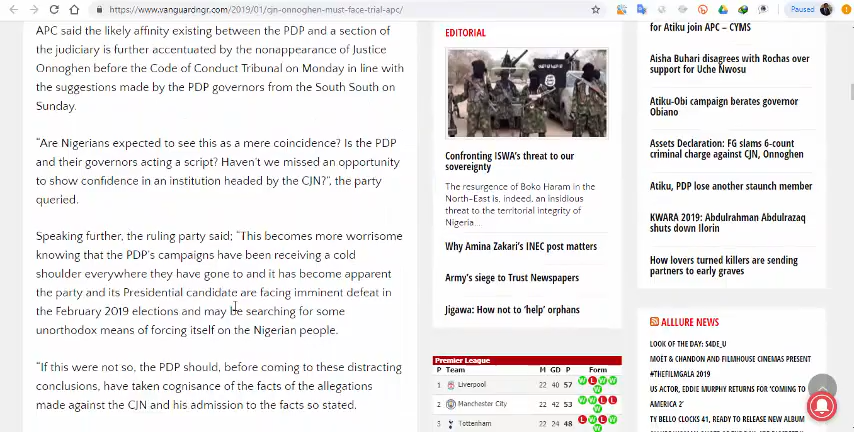 https://www.vanguardngr.com/2019/01/cjn-onnoghen-must-face-trial-apc/
Paused
APC said the likely affinity existing between the PDP and a section
of the judiciary is further accentuated by the nonappearance of Justice
Onnoghen before the Code of Conduct Tribunal on Monday in line with
the suggestions made by the PDP governors from the South South on
Sunday.
“Are Nigerians expected to see this as a mere coincidence? Is the PDP
and their governors acting a script? Haven’t we missed an opportunity
to show confidence in an institution headed by the CJN?”, the party
queried.
Speaking further, the ruling party said; “This becomes more worrisome
knowing that the PDP’s campaigns have been receiving a cold
shoulder everywhere they have gone to and it has become apparent
the party and its Presidential candidate are facing imminent defeat in
the February 2019 elections and may be searching for some
unorthodox means of forcing itself on the Nigerian people.
“If this were not so, the PDP should, before coming to these distracting
conclusions, have taken cognisance of the facts of the allegations
made against the CJN and his admission to the facts so stated.
EDITORIAL
Confronting ISWA’s threat to our
sovereignty
The resurgence of Boko Haram in the
North-East is, indeed, an insidious
threat to the territorial integrity of
Nigeria...
Why Amina Zakari’s INEC post matters
Army’s siege to Trust Newspapers
Jigawa: How not to ‘help’ orphans
Premier League
P Team M GD P Form
1 Liverpool 22 40 57 W L W W
W
2 Manchester City 22 42 53 W W L L
W
3 Tottenham 22 24 48 L W L W
W
for Atiku join APC – CYMS
Aisha Buhari disagrees with Rochas over
support for Uche Nwosu
Atiku-Obi campaign berates governor
Obiano
Assets Declaration: FG slams 6-count
criminal charge against CJN, Onnoghen
Atiku, PDP lose another staunch member
KWARA 2019: Abdulrahman Abdulrazaq
shuts down Ilorin
How lovers turned killers are sending
partners to early graves
ALLLURE NEWS
LOOK OF THE DAY: S4DE_U
MOËT & CHANDON AND FILMHOUSE CINEMAS PRESENT
#THEFILMGALA 2019
US ACTOR, EDDIE MURPHY RETURNS FOR ‘COMING TO
AMERICA 2’
TY BELLO CLOCKS 41, READY TO RELEASE NEW ALBUM